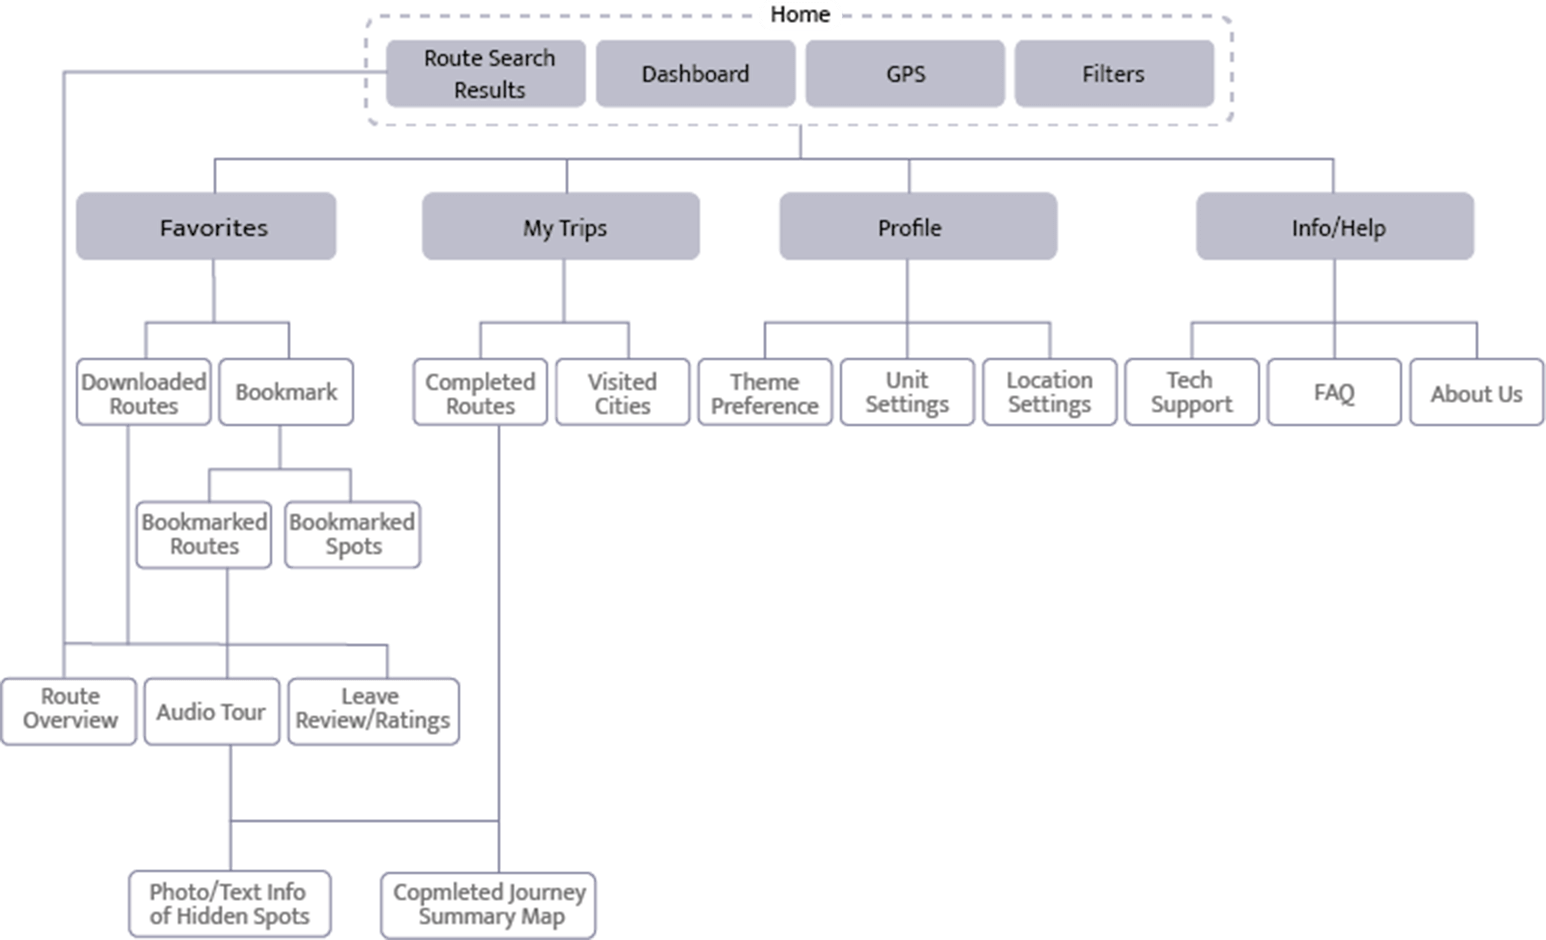 Home
Route Search
Results
Dashboard
GPS
Filters
Favorites
My Trips
Profile
Info/Help
Downloaded
Routes
Bookmark
Completed
Routes
Visited
Cities
Theme
Preference
Unit
Settings
Location
Settings
Tech
Support
FAQ
About Us
Bookmarked
Routes
Bookmarked
Spots
Route
Overview
Audio Tour
Leave
Review/Ratings
Photo/Text Info
of Hidden Spots
Copmleted Journey
Summary Map